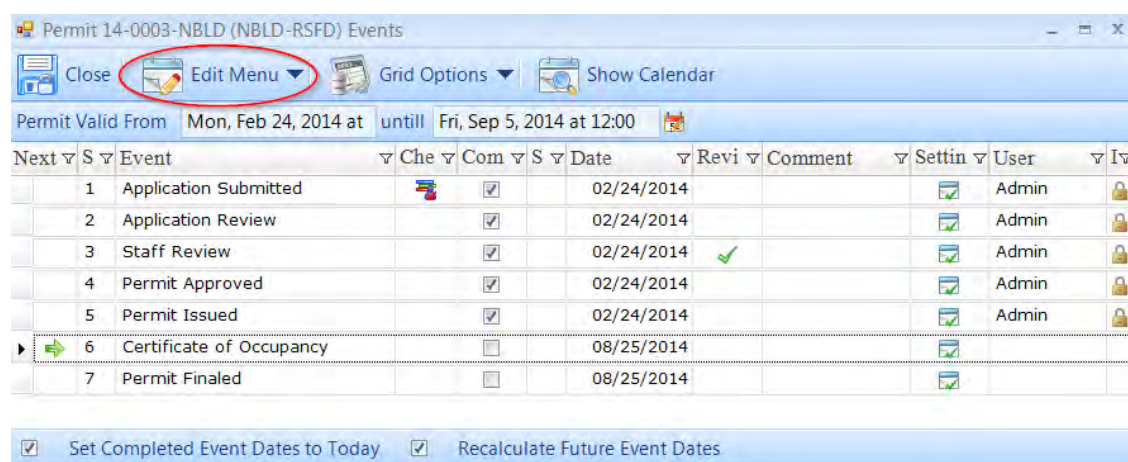 Permit 14-0003-NBLD (NBLD-RSFD) Events
Close Edit Menu Grid Options Show Calendar
Permit Valid From Mon, Feb 24, 2014 at untill Fri, Sep 5, 2014 at 12:00
Next S Event Che Com S Date Revi Comment Settin User I
1 Application Submitted 02/24/2014 Admin
2 Application Review 02/24/2014 Admin
3 Staff Review 02/24/2014 Admin
4 Permit Approved 02/24/2014 Admin
5 Permit Issued 02/24/2014 Admin
6 Certificate of Occupancy 08/25/2014
7 Permit Finaled 08/25/2014
Set Completed Event Dates to Today Recalculate Future Event Dates